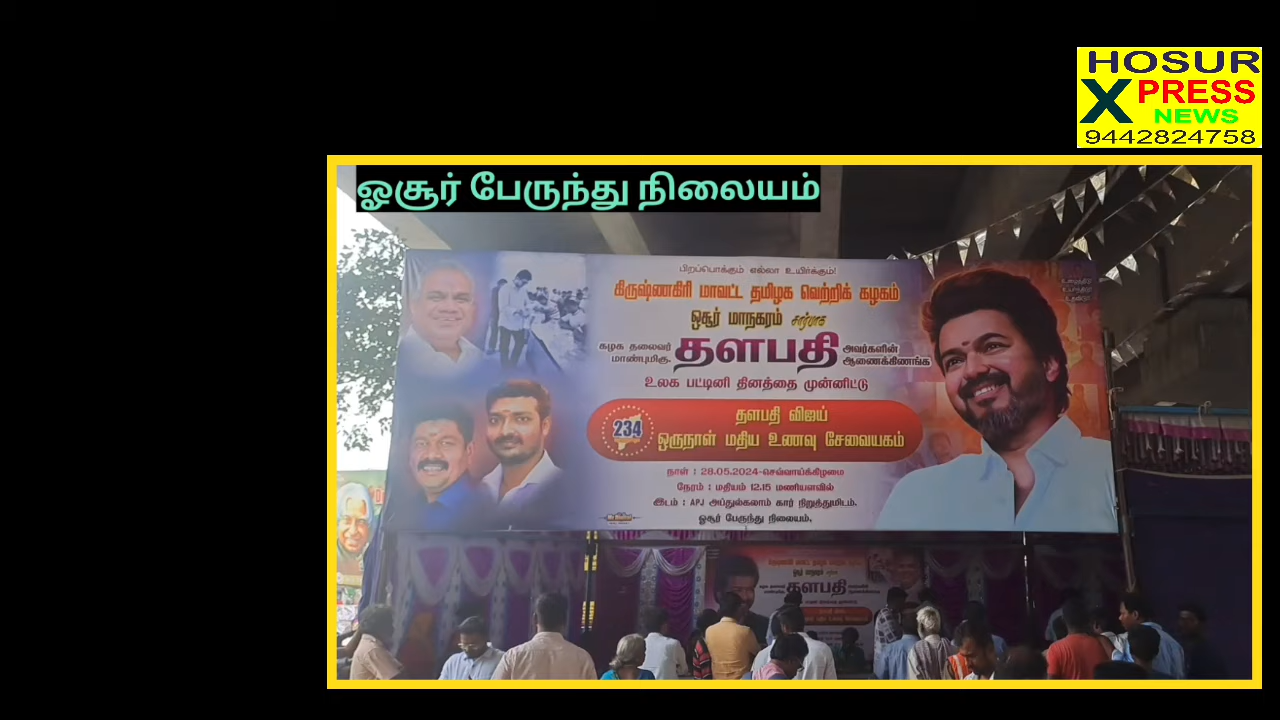 HOSUR
XPRESS
NEWS
9442824758
ஓசூர் பேருந்து நிலையம்
பிறப்பொக்கும் எல்லா உயிர்க்கும்!
கிருஷ்ணகிரி மாவட்ட தமிழக வெற்றிக் கழகம்
ஓசூர் மாநகரம் சார்பாக
கழக தலைவர் மாண்புமிகு. தளபதி அவர்களின் ஆணைக்கிணங்க
உலக பட்டினி தினத்தை முன்னிட்டு
தளபதி விஜய்
234 ஒருநாள் மதிய உணவு சேவையகம்
நாள் : 28.05.2024-செவ்வாய்க்கிழமை
நேரம் : மதியம் 12.15 மணியளவில்
இடம் : APJ அப்துல்கலாம் கார் நிறுத்துமிடம்.
ஓசூர் பேருந்து நிலையம்.
தளபதி